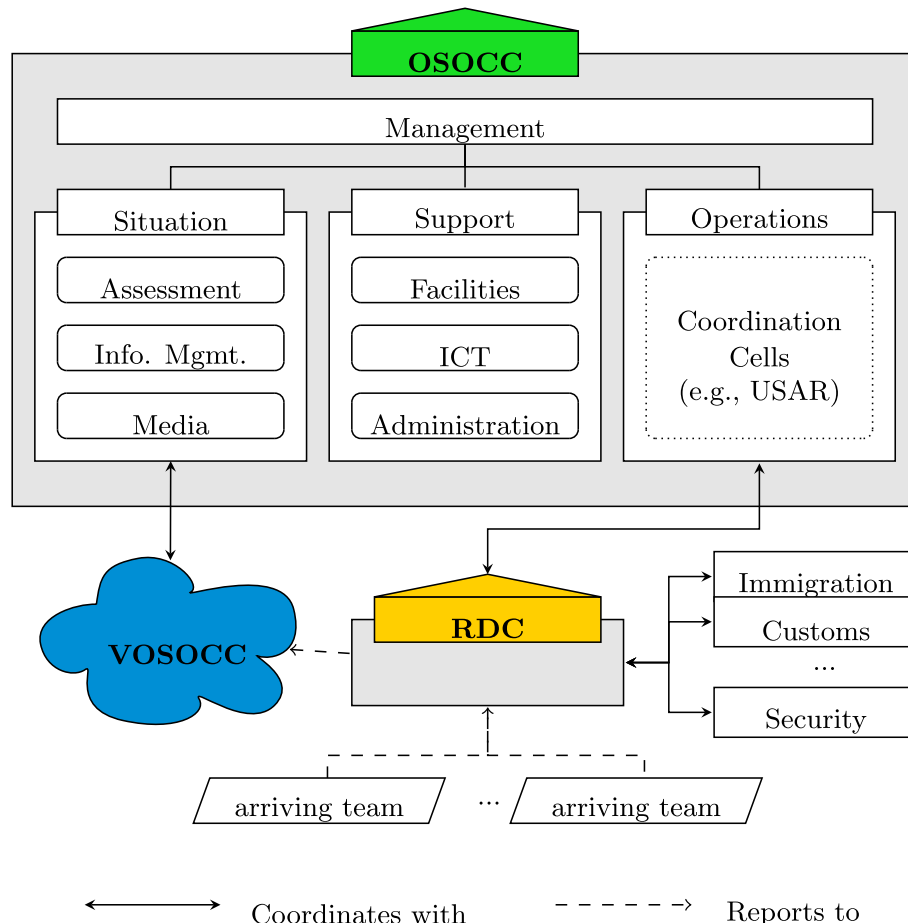 OSOCC
Management
Situation
Support
Operations
Assessment
Facilities
Coordination
Cells
(e.g., USAR)
Info. Mgmt.
ICT
Media
Administration
Immigration
RDC
Customs
VOSOCC
...
Security
arriving team
...
arriving team
Coordinates with
Reports to